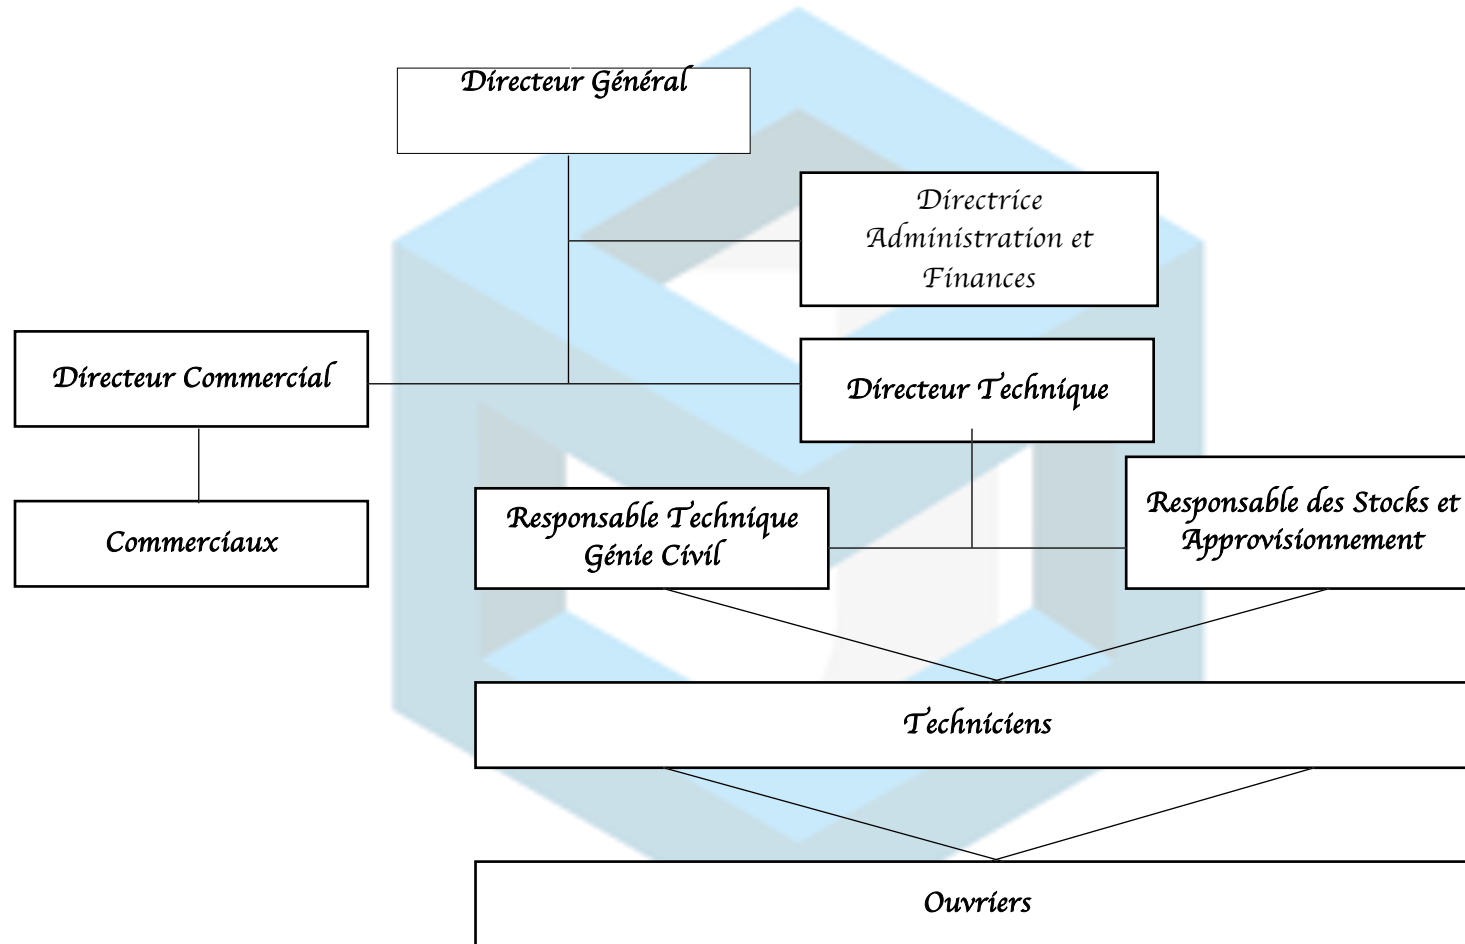 Directeur Général
Directrice
Administration et
Finances
Directeur Commercial
Directeur Technique
Commerciaux
Responsable Technique
Génie Civil
Responsable des Stocks et
Approvisionnement
Techniciens
Ouvriers